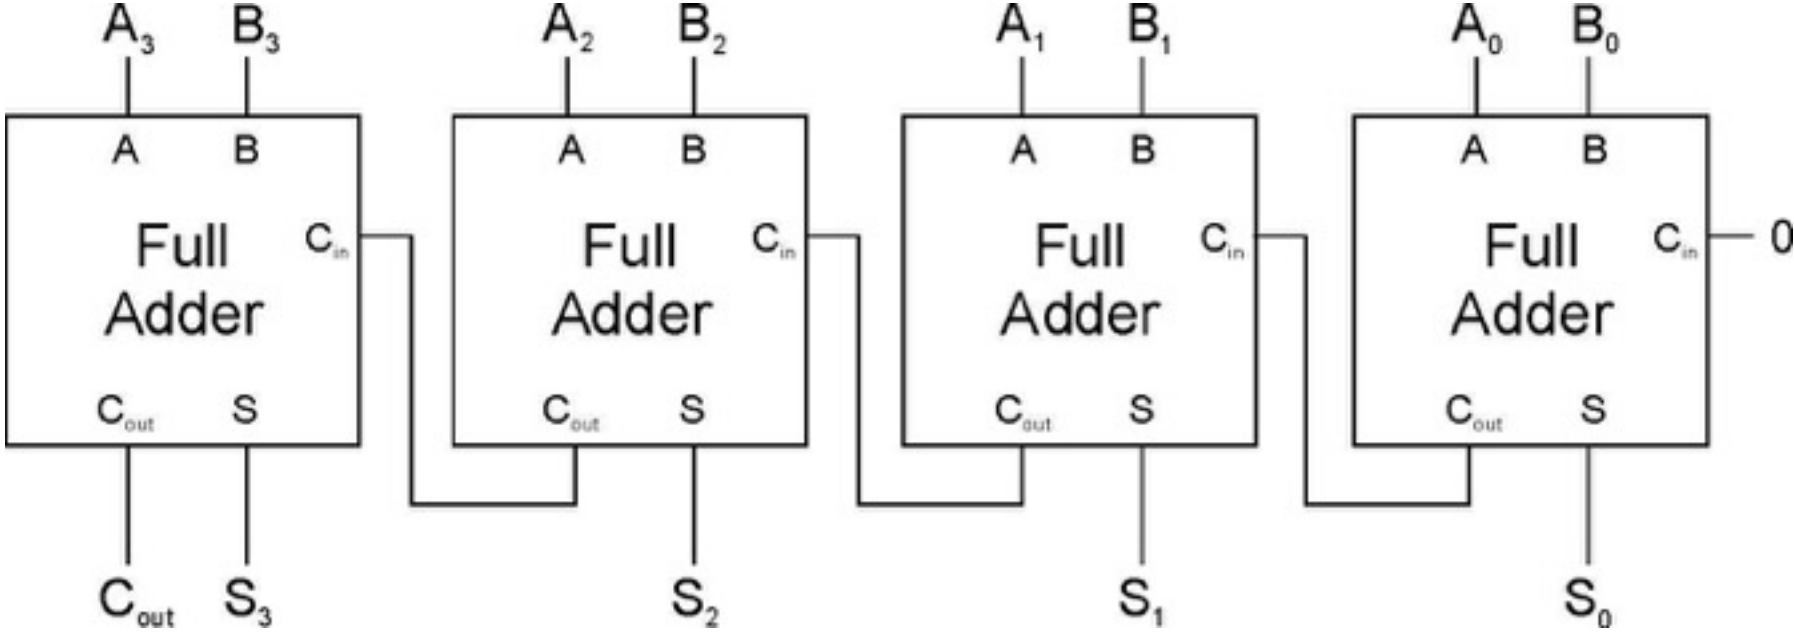 A₃ B₃ A₂ B₂ A₁ B₁ A₀ B₀
A B A B A B A B
Full Cin Full Cin Full Cin Full Cin 0
Adder Adder Adder Adder
Cout S Cout S Cout S Cout S
Cout S₃ S₂ S₁ S₀